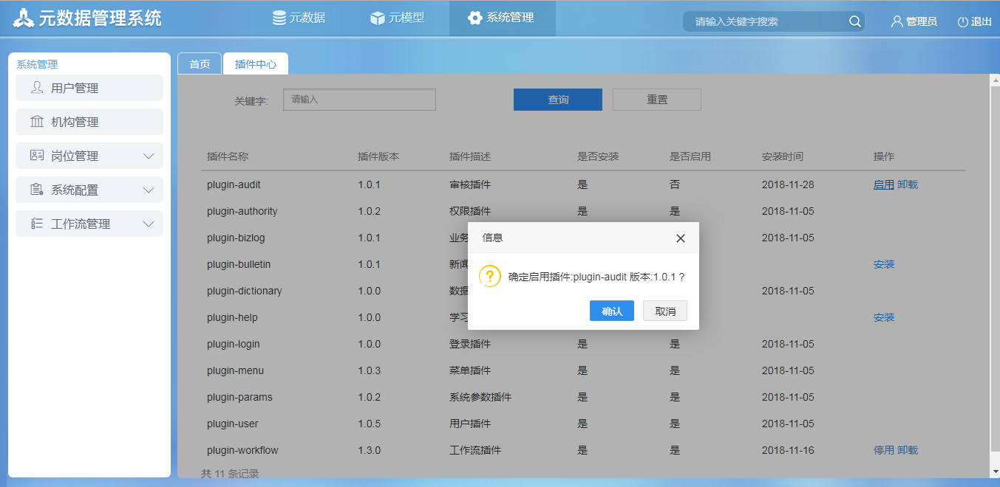 元数据管理系统 元数据 元模型 系统管理 请输入关键字搜索 管理员 退出
系统管理
用户管理
机构管理
岗位管理
系统配置
工作流管理
首页 插件中心
关键字: 请输入 查询 重置
插件名称 插件版本 插件描述 是否安装 是否启用 安装时间 操作
plugin-audit 1.0.1 审核插件 是 否 2018-11-28 启用 卸载
plugin-authority 1.0.2 权限插件 是 是 2018-11-05
plugin-bizlog 1.0.1 业务 2018-11-05
plugin-bulletin 1.0.1 新闻 安装
plugin-dictionary 1.0.0 数据 2018-11-05
plugin-help 1.0.0 学习 安装
plugin-login 1.0.0 登录插件 是 是 2018-11-05
plugin-menu 1.0.3 菜单插件 是 是 2018-11-05
plugin-params 1.0.2 系统参数插件 是 是 2018-11-05
plugin-user 1.0.5 用户插件 是 是 2018-11-05
plugin-workflow 1.3.0 工作流插件 是 是 2018-11-16 停用 卸载
共 11 条记录
信息
确定启用插件:plugin-audit 版本:1.0.1 ?
确认 取消